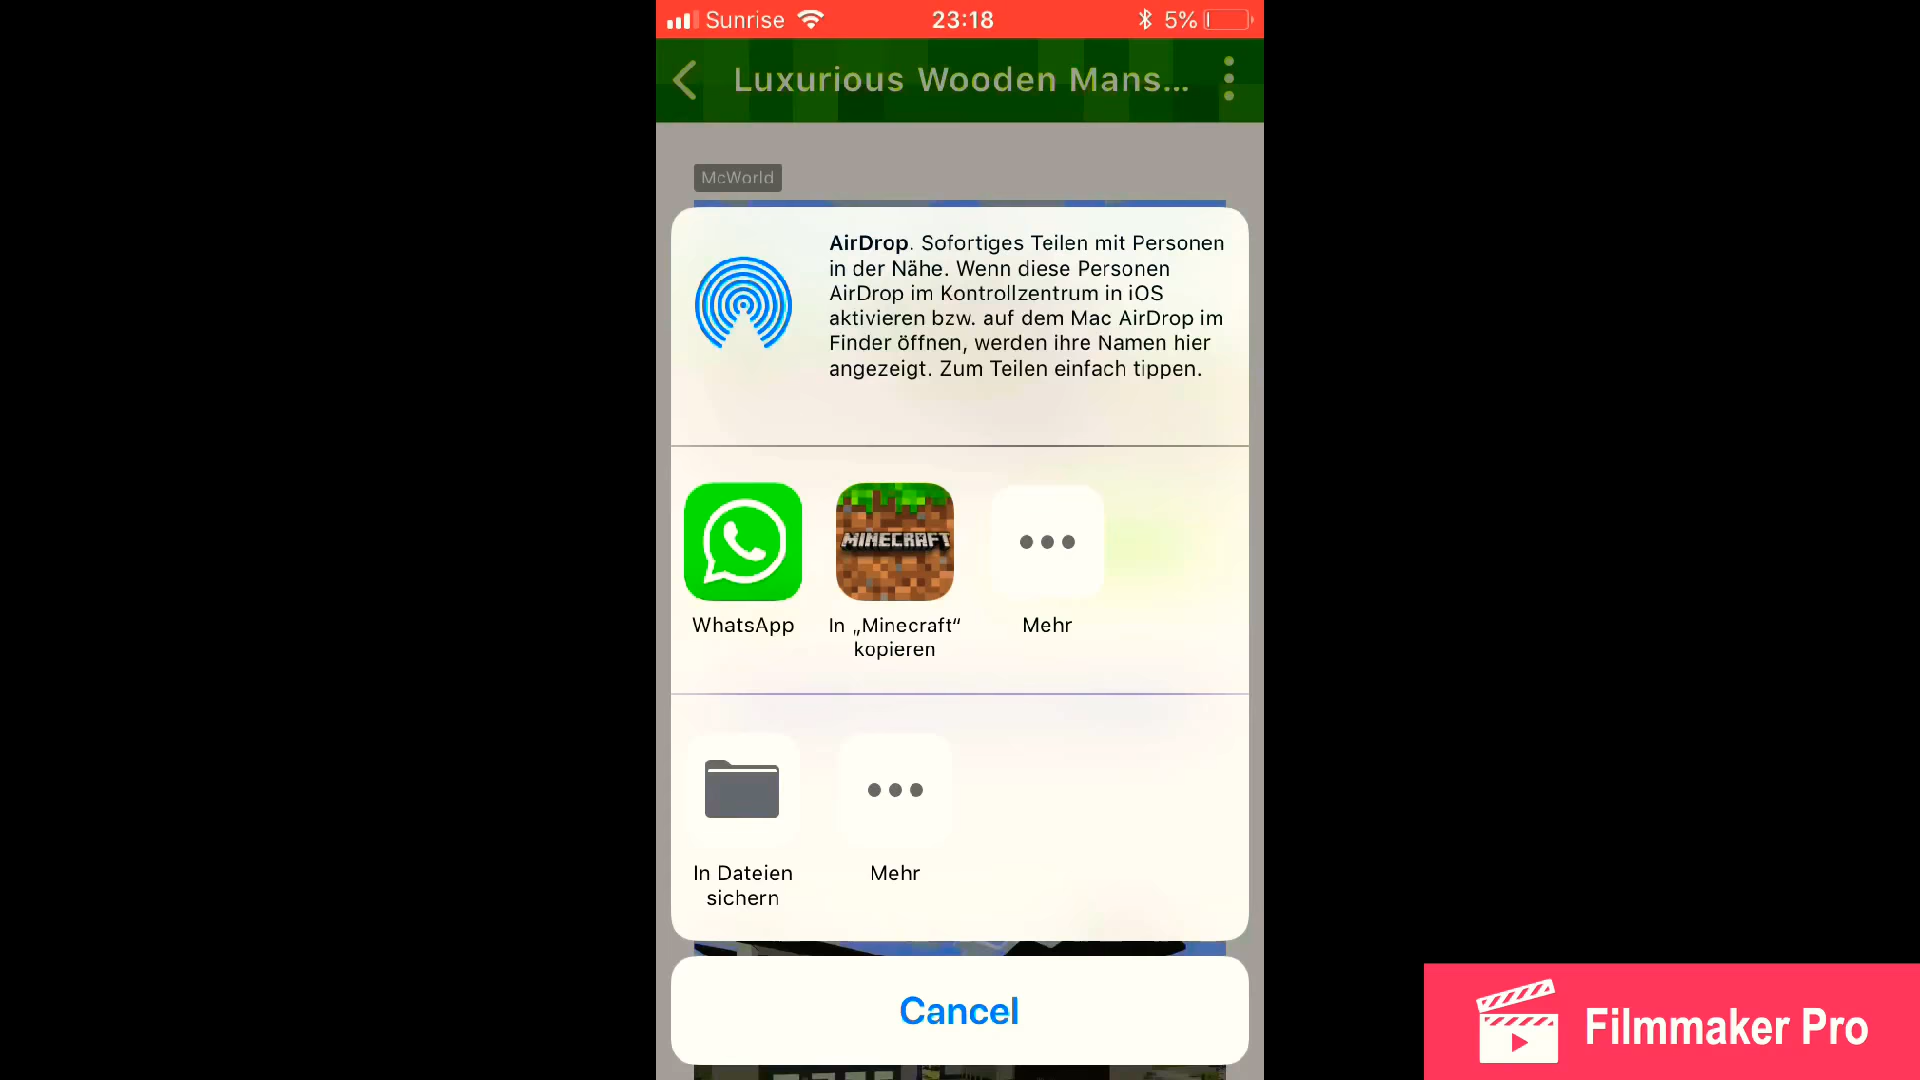 Sunrise 23:18 5%
Luxurious Wooden Mans...
McWorld
AirDrop. Sofortiges Teilen mit Personen
in der Nähe. Wenn diese Personen
AirDrop im Kontrollzentrum in iOS
aktivieren bzw. auf dem Mac AirDrop im
Finder öffnen, werden ihre Namen hier
angezeigt. Zum Teilen einfach tippen.
MINECRAFT
WhatsApp
In „Minecraft“
kopieren
Mehr
In Dateien
sichern
Mehr
Cancel
Filmmaker Pro